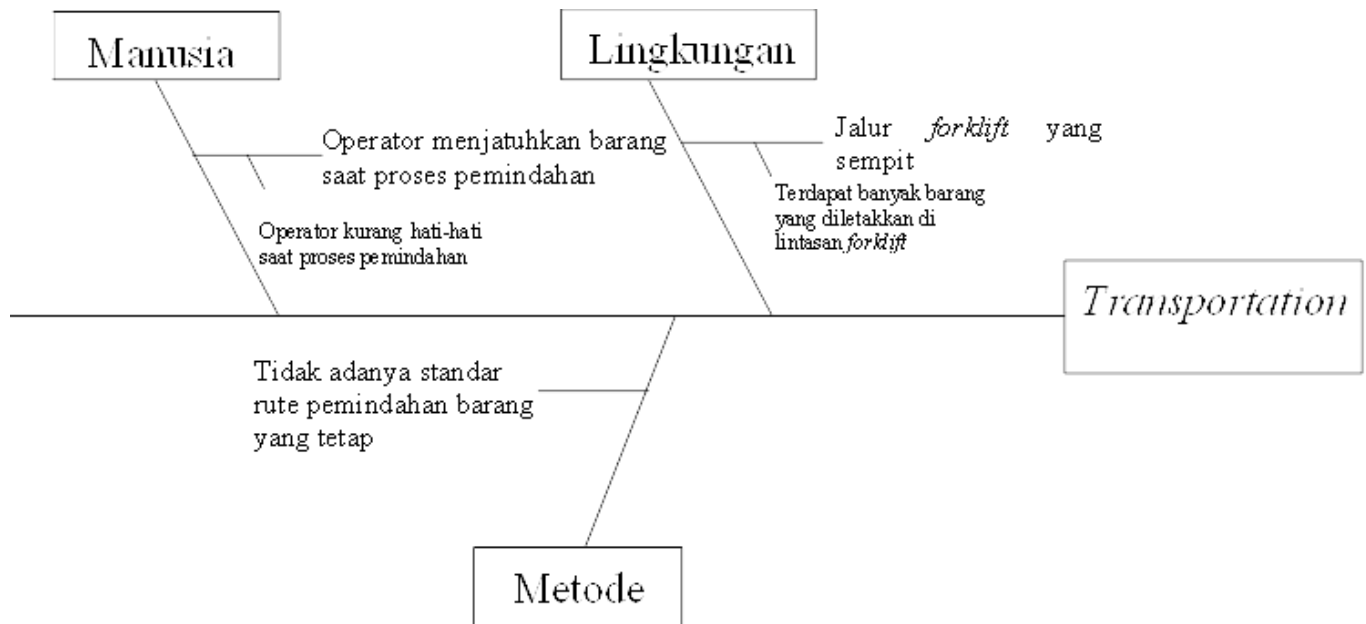 Manusia
Lingkungan
Operator menjatuhkan barang
saat proses pemindahan
Operator kurang hati-hati
saat proses pemindahan
Jalur forklift yang
sempit
Terdapat banyak barang
yang diletakkan di
lintasan forklift
Transportation
Tidak adanya standar
rute pemindahan barang
yang tetap
Metode